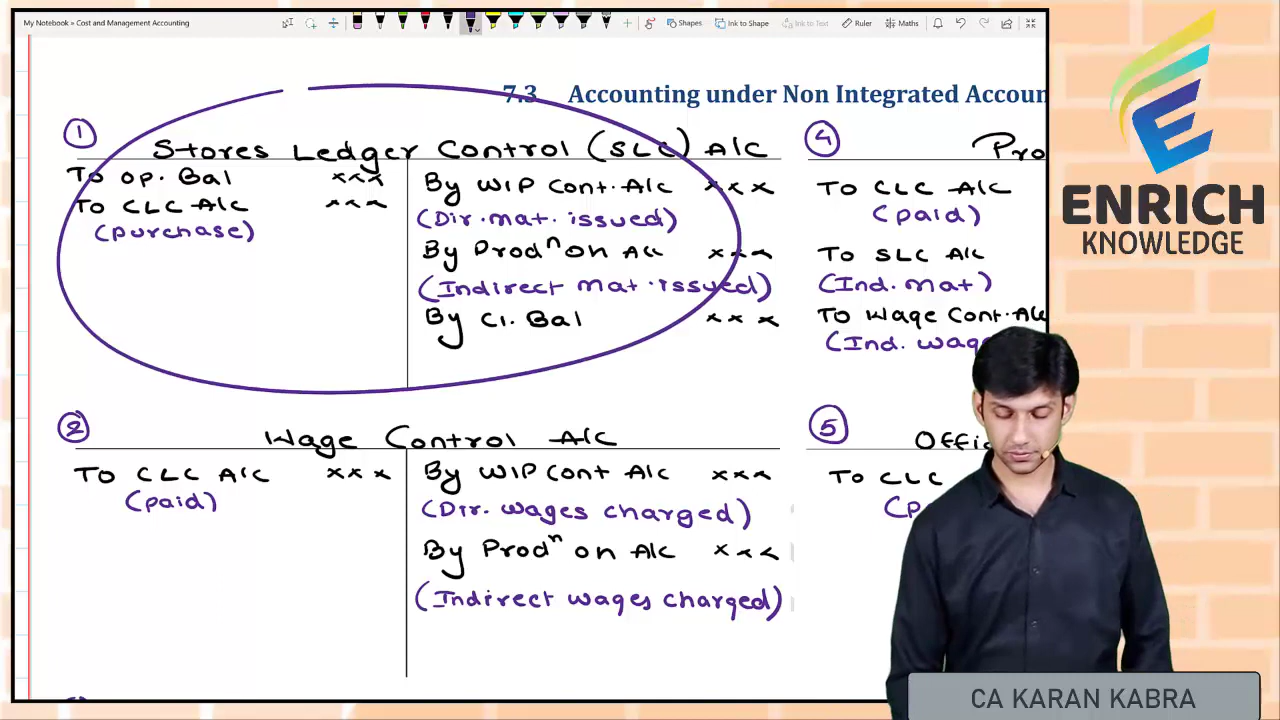 My Notebook » Cost and Management Accounting
Shapes
Ink to Shape
Ink to Text
Ruler
Maths
7.3 Accounting under Non Integrated Accoun
1
Stores Ledger Control (SLC) A/c
To Op. Bal xxx
To CLC A/c xxx
(purchase)
By WIP Cont. A/c xxx
(Dir. mat. issued)
By Prodn OH A/c xxx
(Indirect mat. issued)
By Cl. Bal xxx
2
Wage Control A/c
To CLC A/c xxx
(paid)
By WIP Cont A/c xxx
(Dir. wages charged)
By Prodn OH A/c xxx
(Indirect wages charged)
4
Pro
To CLC A/c
(paid)
To SLC A/c
(Ind. mat)
To Wage Cont. A/c
(Ind. wage
5
Offi
To CLC
(p
ENRICH
KNOWLEDGE
CA KARAN KABRA